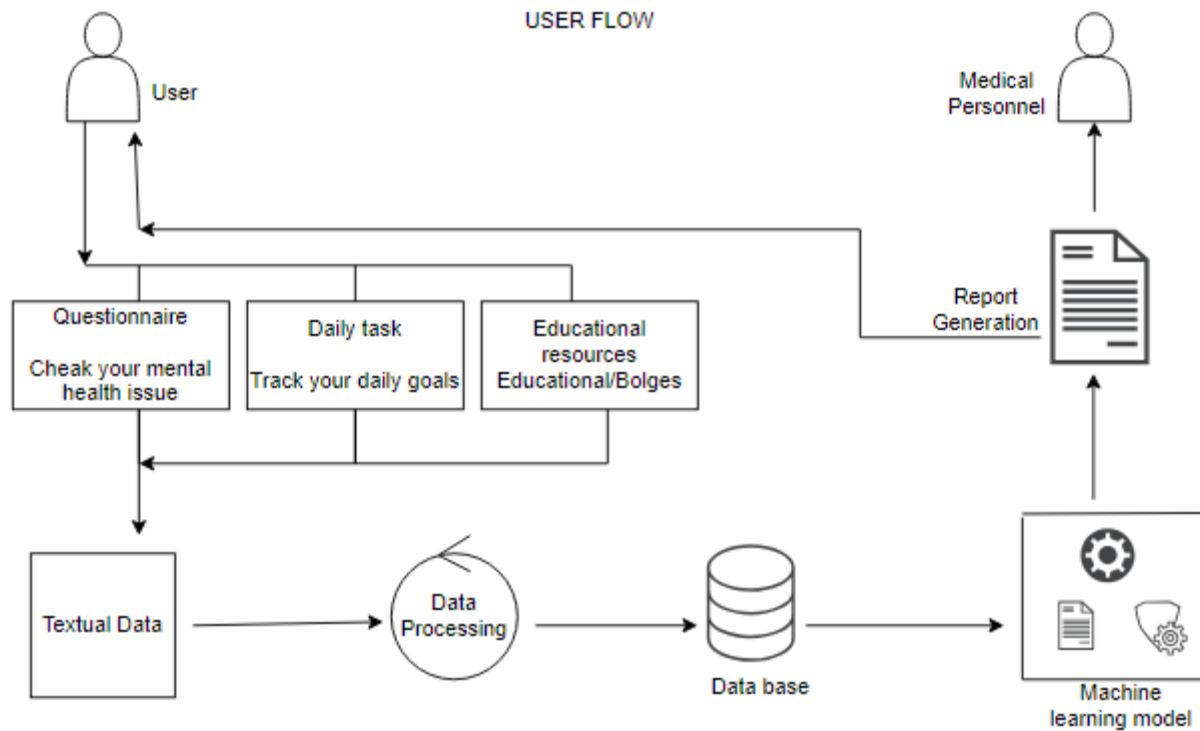 USER FLOW
User
Medical
Personnel
Report
Generation
Questionnaire
Cheak your mental
health issue
Daily task
Track your daily goals
Educational
resources
Educational/Bolges
Textual Data
Data
Processing
Data base
Machine
learning model